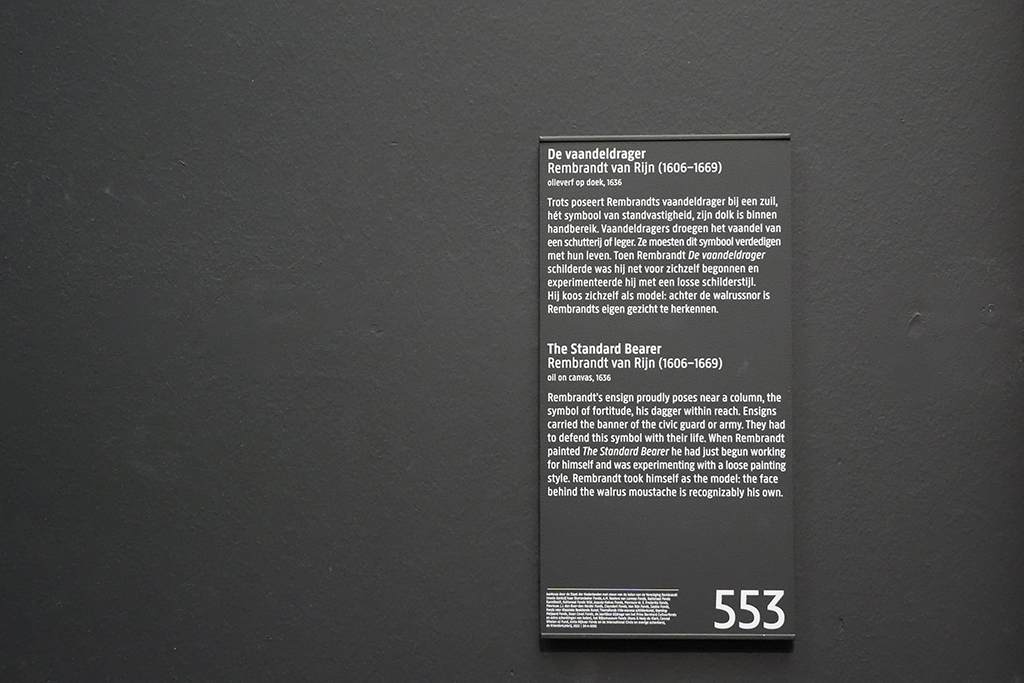 De vaandeldrager
Rembrandt van Rijn (1606–1669)
olieverf op doek, 1636
Trots poseert Rembrandts vaandeldrager bij een zuil,
hét symbool van standvastigheid, zijn dolk is binnen
handbereik. Vaandeldragers droegen het vaandel van
een schutterij of leger. Ze moesten dit symbool verdedigen
met hun leven. Toen Rembrandt De vaandeldrager
schilderde was hij net voor zichzelf begonnen en
experimenteerde hij met een losse schilderstijl.
Hij koos zichzelf als model: achter de walrussnor is
Rembrandts eigen gezicht te herkennen.
The Standard Bearer
Rembrandt van Rijn (1606–1669)
oil on canvas, 1636
Rembrandt's ensign proudly poses near a column, the
symbol of fortitude, his dagger within reach. Ensigns
carried the banner of the civic guard or army. They had
to defend this symbol with their life. When Rembrandt
painted The Standard Bearer he had just begun working
for himself and was experimenting with a loose painting
style. Rembrandt took himself as the model: the face
behind the walrus moustache is recognizably his own.
553